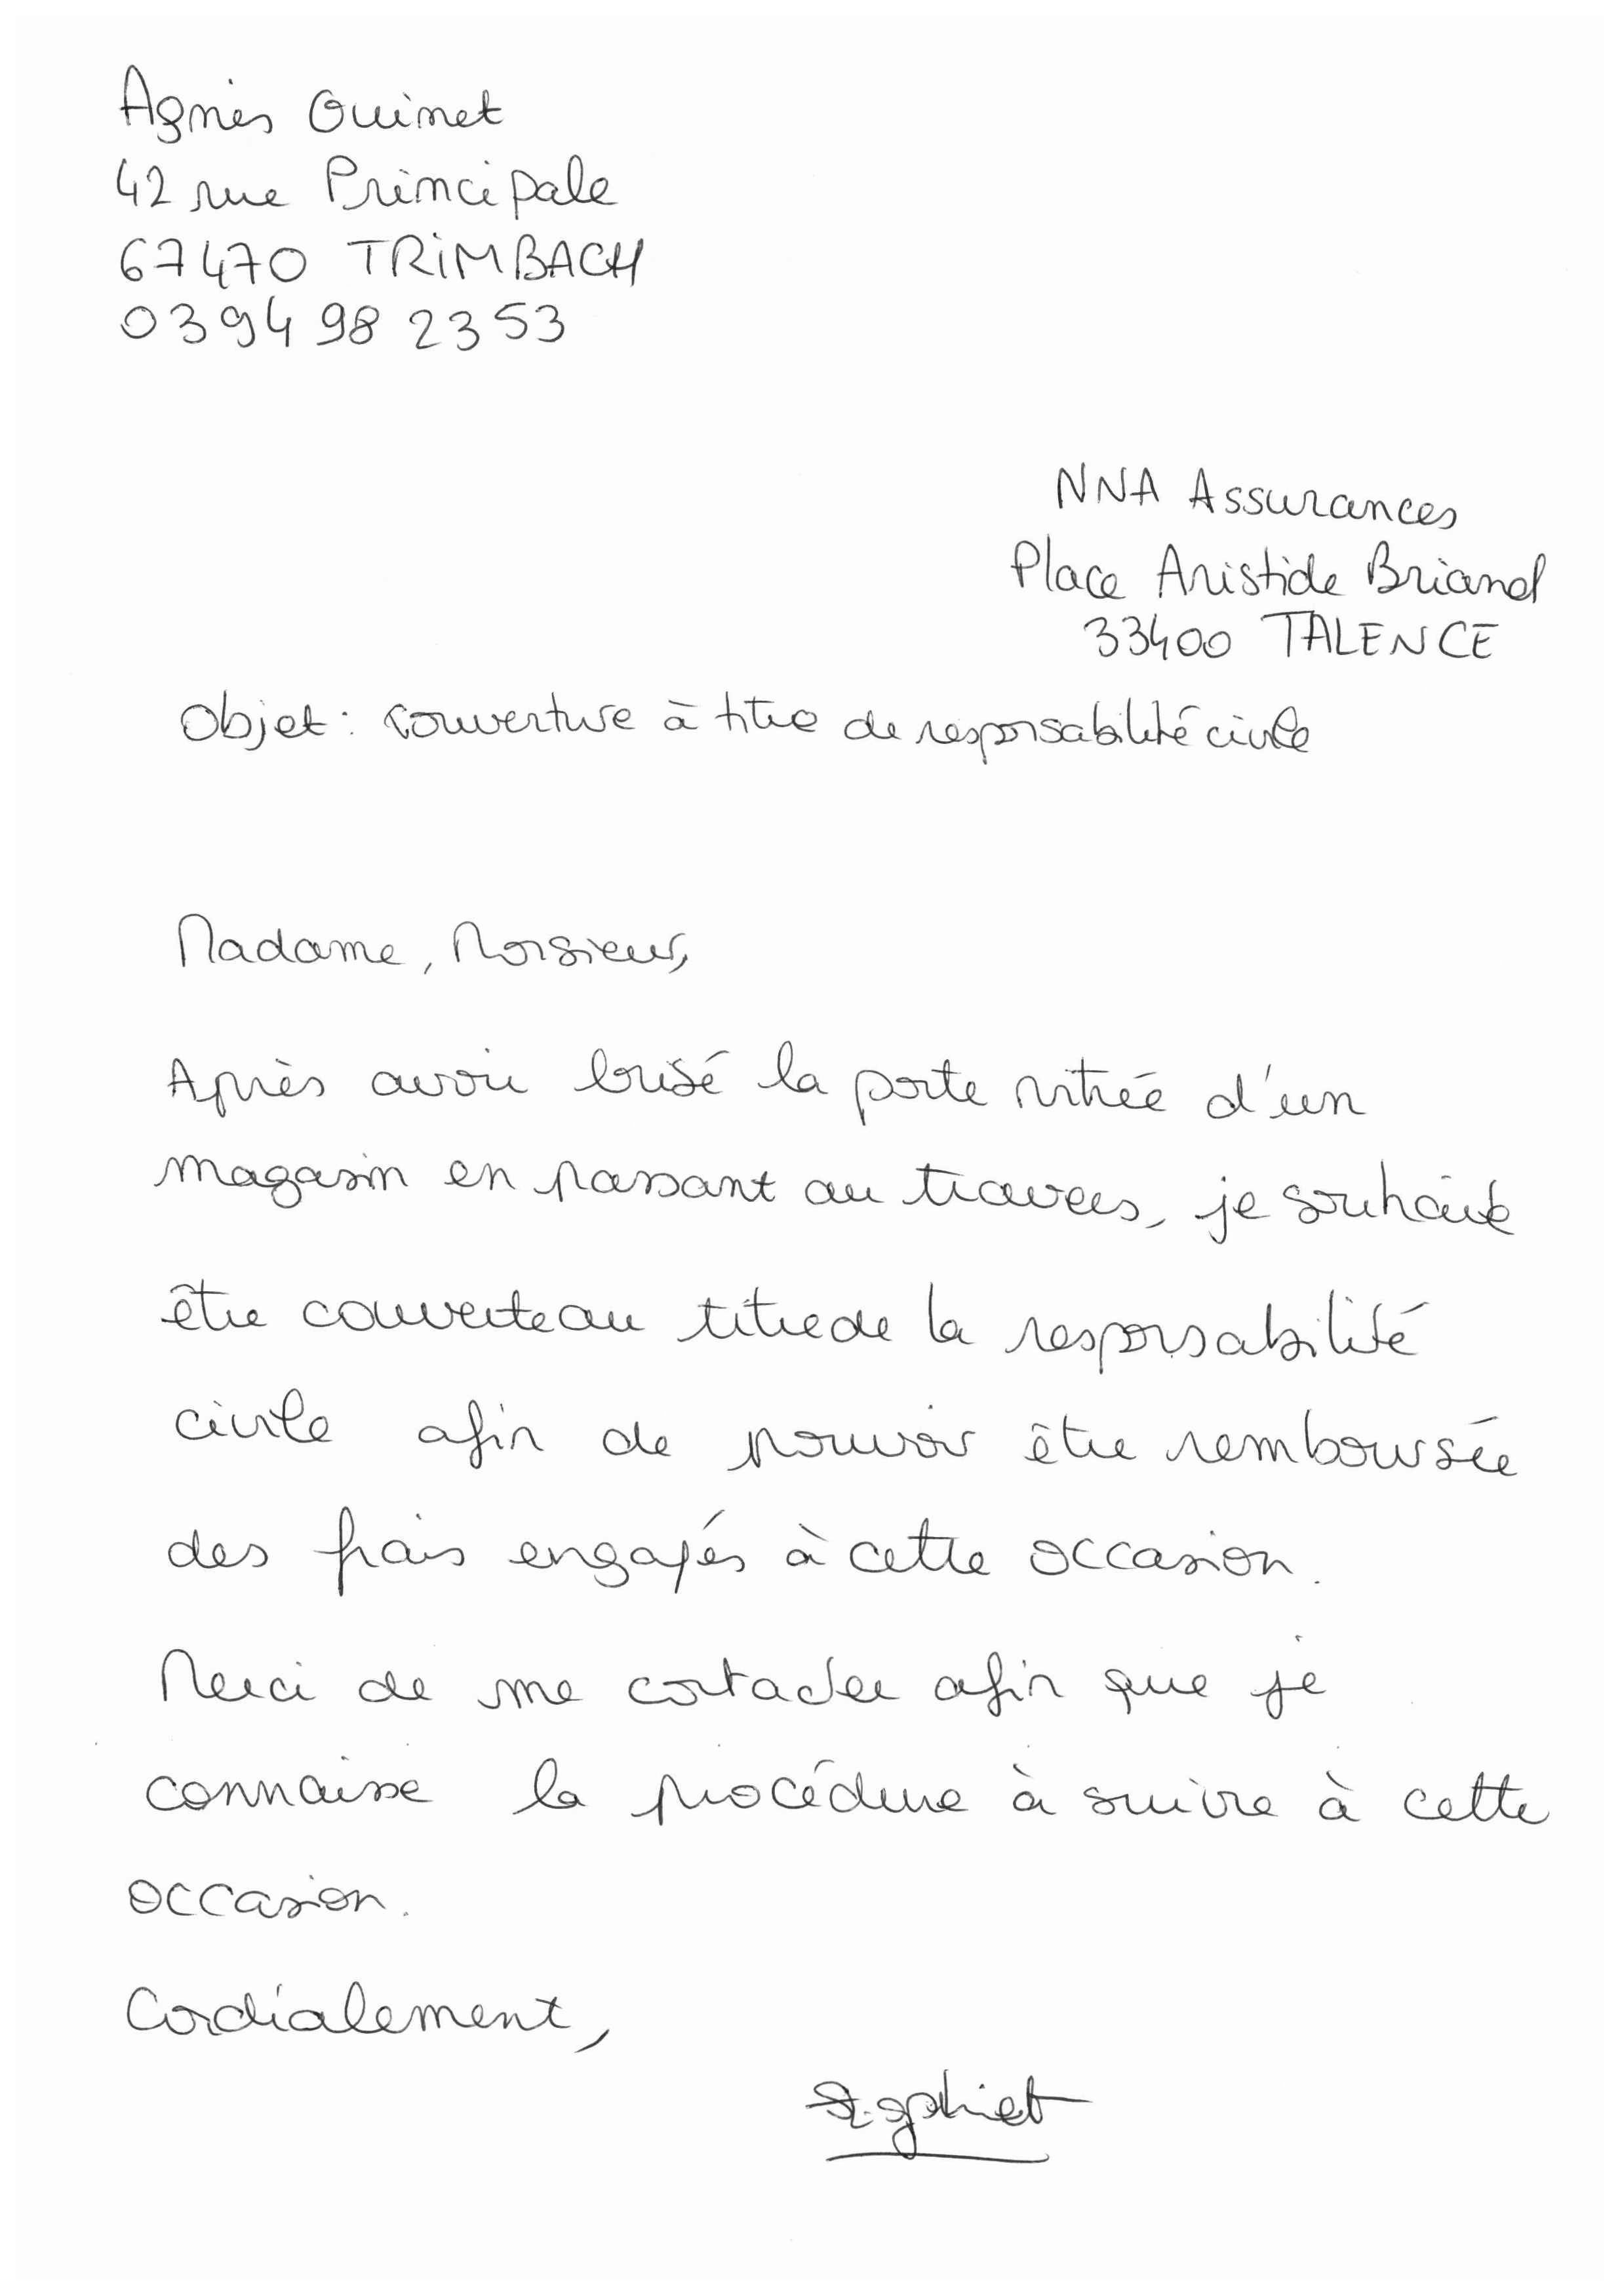 Agnès Ouimet
42 rue Principale
67470 TRIMBACH
03 94 98 23 53
NNA Assurances
Place Aristide Briand
33400 TALENCE
Objet : couverture à titre de responsabilité civile
Madame, Monsieur,
Après avoir brisé la porte vitrée d'un
magasin en passant au travers, je souhaite
être couverte au titre de la responsabilité
civile afin de pouvoir être remboursée
des frais engagés à cette occasion.
Merci de me contacter afin que je
connaisse la procédure à suivre à cette
occasion.
Cordialement,